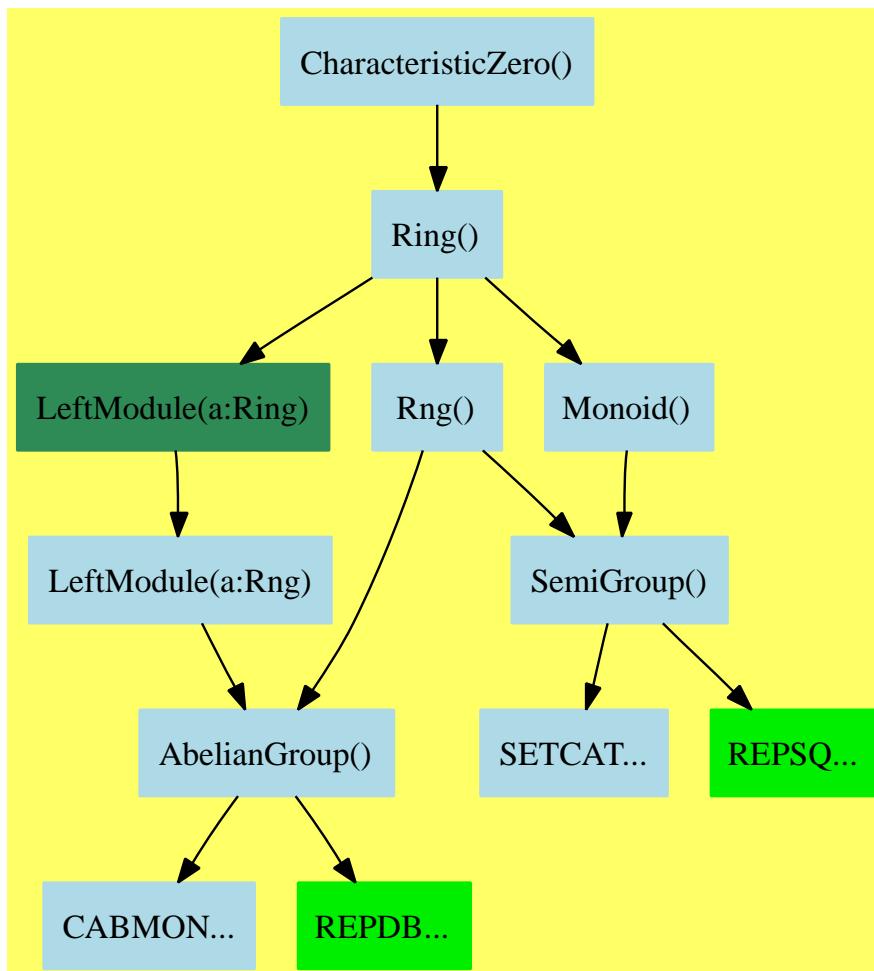 CharacteristicZero()
Ring()
LeftModule(a:Ring)
Rng()
Monoid()
LeftModule(a:Rng)
SemiGroup()
AbelianGroup()
SETCAT...
REPSQ...
CABMON...
REPDB...